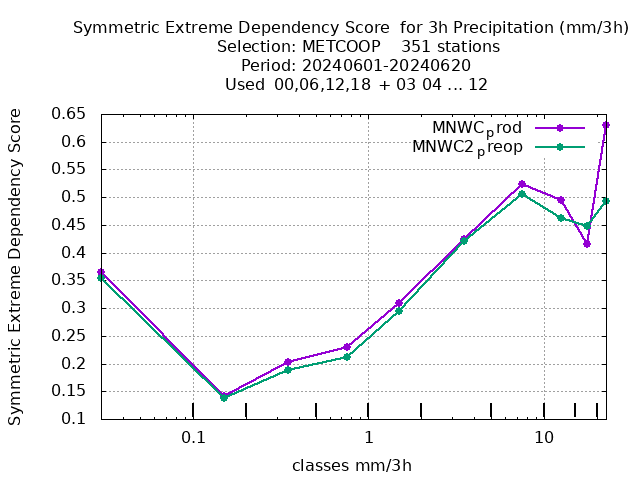 Symmetric Extreme Dependency Score for 3h Precipitation (mm/3h)
Selection: METCOOP 351 stations
Period: 20240601-20240620
Used 00,06,12,18 + 03 04 ... 12
Symmetric Extreme Dependency Score
0.65
0.6
0.55
0.5
0.45
0.4
0.35
0.3
0.25
0.2
0.15
0.1
MNWCprod
MNWC2preop
0.1 1 10
classes mm/3h